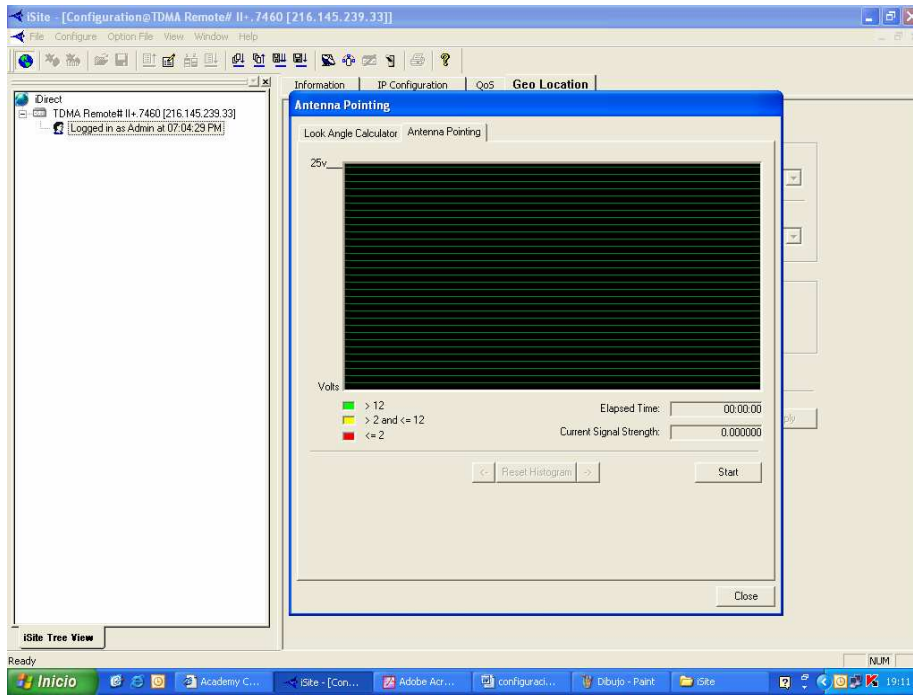 iSite - [Configuration@TDMA Remote# II+.7460 [216.145.239.33]]
File Configure Option File View Window Help
Information IP Configuration QoS Geo Location
Direct
TDMA Remote# II+.7460 [216.145.239.33]
Logged in as Admin at 07:04:29 PM
Antenna Pointing
Look Angle Calculator Antenna Pointing
25v
Volts
> 12
> 2 and <= 12
<= 2
Elapsed Time: 00:00:00
Current Signal Strength: 0.000000
<- Reset Histogram ->
Start
ply
Close
iSite Tree View
Ready
NUM
Inicio Academy C... iSite - [Con... Adobe Acr... configuraci... Dibujo - Paint iSite 19:11